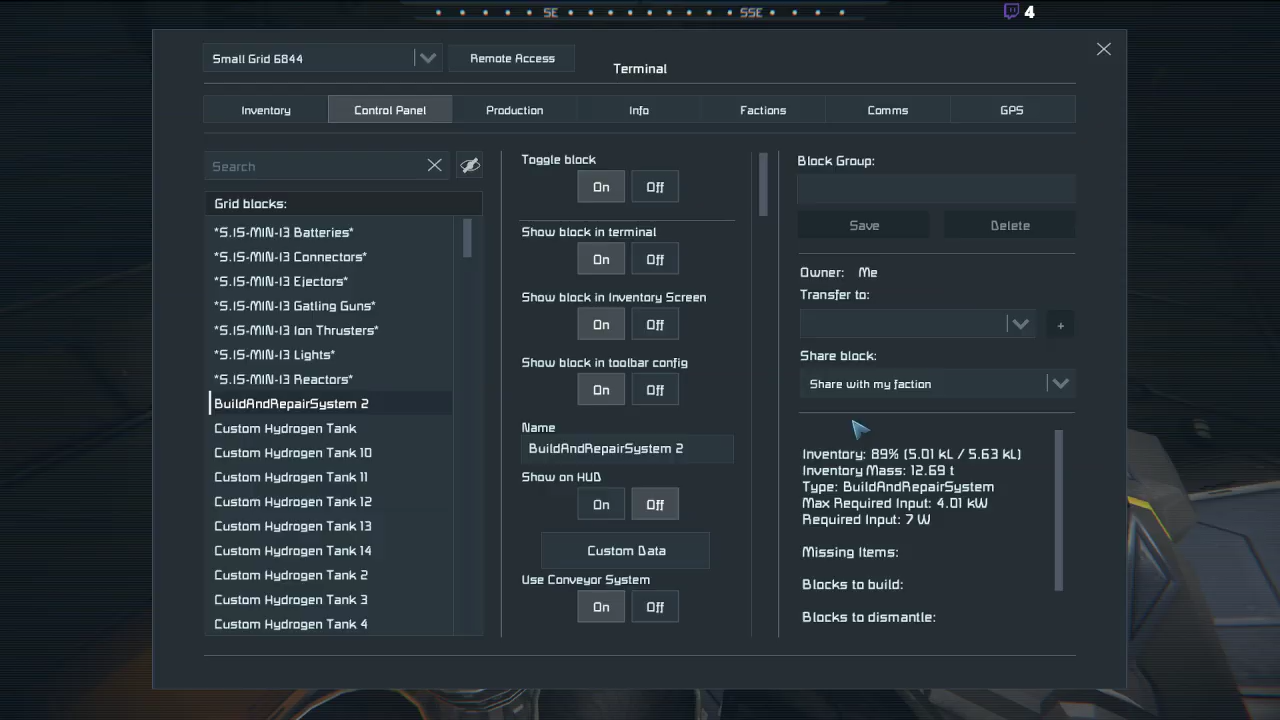 SE SSE
4
Small Grid 6844
Remote Access
Terminal
Inventory
Control Panel
Production
Info
Factions
Comms
GPS
Search
Grid blocks:
*S.15-MIN-13 Batteries*
*S.15-MIN-13 Connectors*
*S.15-MIN-13 Ejectors*
*S.15-MIN-13 Gatling Guns*
*S.15-MIN-13 Ion Thrusters*
*S.15-MIN-13 Lights*
*S.15-MIN-13 Reactors*
BuildAndRepairSystem 2
Custom Hydrogen Tank
Custom Hydrogen Tank 10
Custom Hydrogen Tank 11
Custom Hydrogen Tank 12
Custom Hydrogen Tank 13
Custom Hydrogen Tank 14
Custom Hydrogen Tank 2
Custom Hydrogen Tank 3
Custom Hydrogen Tank 4
Toggle block
On Off
Show block in terminal
On Off
Show block in Inventory Screen
On Off
Show block in toolbar config
On Off
Name
BuildAndRepairSystem 2
Show on HUD
On Off
Custom Data
Use Conveyor System
On Off
Block Group:
Save Delete
Owner: Me
Transfer to:
+
Share block:
Share with my faction
Inventory: 89% (5.01 kL / 5.63 kL)
Inventory Mass: 12.69 t
Type: BuildAndRepairSystem
Max Required Input: 4.01 kW
Required Input: 7 W
Missing Items:
Blocks to build:
Blocks to dismantle: